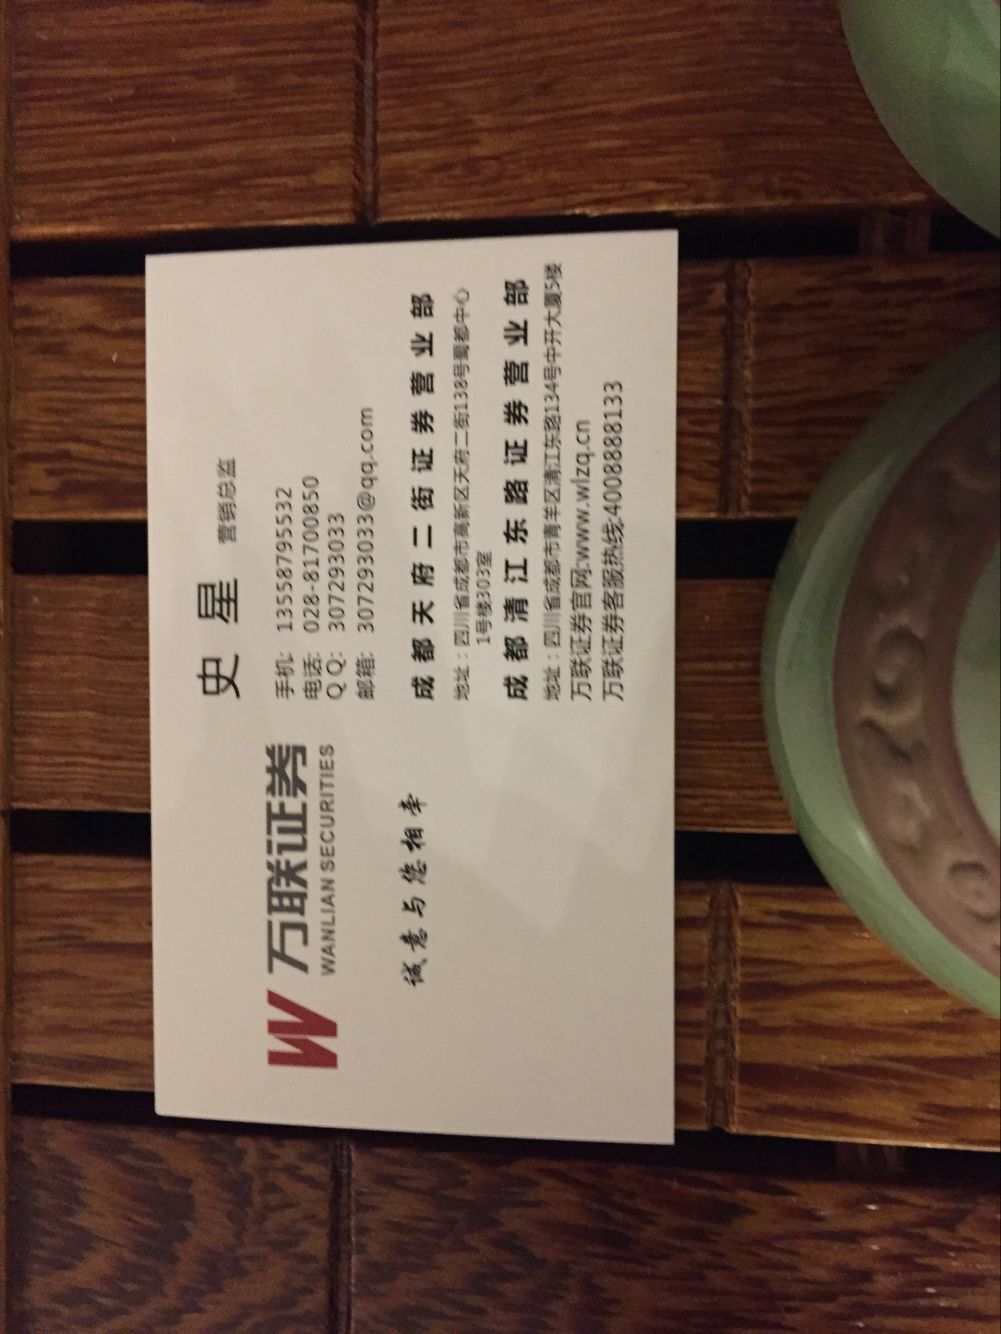 万联证券
WANLIAN SECURITIES
诚意与您相牵
史星 营销总监
手机: 13558795532
电话: 028-81700850
Q Q: 307293033
邮箱: 307293033@qq.com
成都天府二街证券营业部
地址：四川省成都市高新区天府二街138号蜀都中心
1号楼303室
成都清江东路证券营业部
地址：四川省成都市青羊区清江东路134号中开大厦5楼
万联证券官网:www.wlzq.cn
万联证券客服热线:4008888133